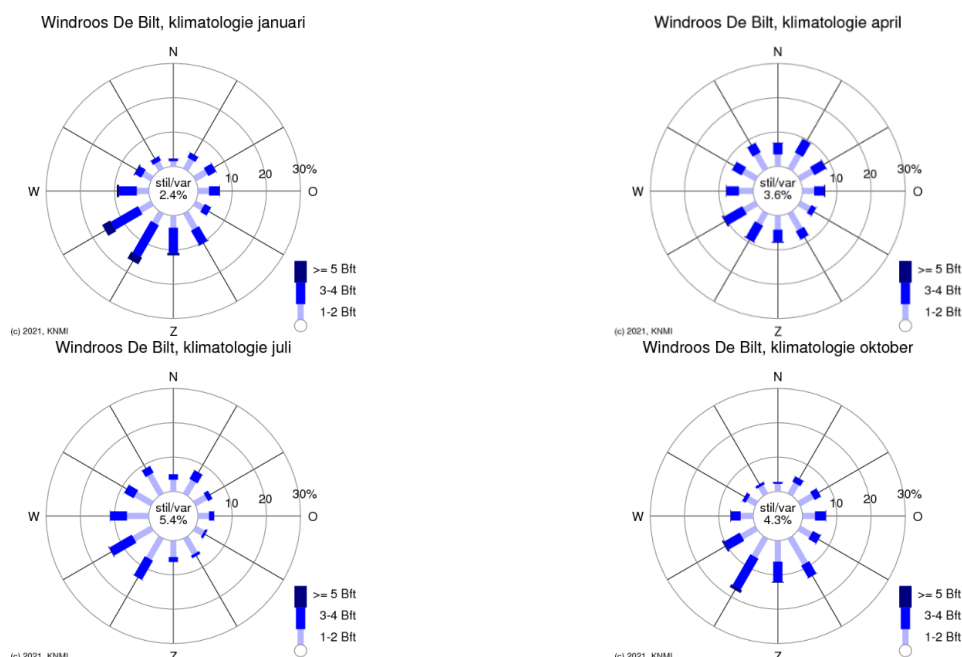 Windroos De Bilt, klimatologie januari
N
30%
20
10
W
stil/var
2.4%
O
>= 5 Bft
3-4 Bft
1-2 Bft
(c) 2021, KNMI
Z
Windroos De Bilt, klimatologie april
N
30%
20
10
W
stil/var
3.6%
O
>= 5 Bft
3-4 Bft
1-2 Bft
(c) 2021, KNMI
Z
Windroos De Bilt, klimatologie juli
N
30%
20
10
W
stil/var
5.4%
O
>= 5 Bft
3-4 Bft
1-2 Bft
(c) 2021, KNMI
Z
Windroos De Bilt, klimatologie oktober
N
30%
20
10
W
stil/var
4.3%
O
>= 5 Bft
3-4 Bft
1-2 Bft
(c) 2021, KNMI
Z